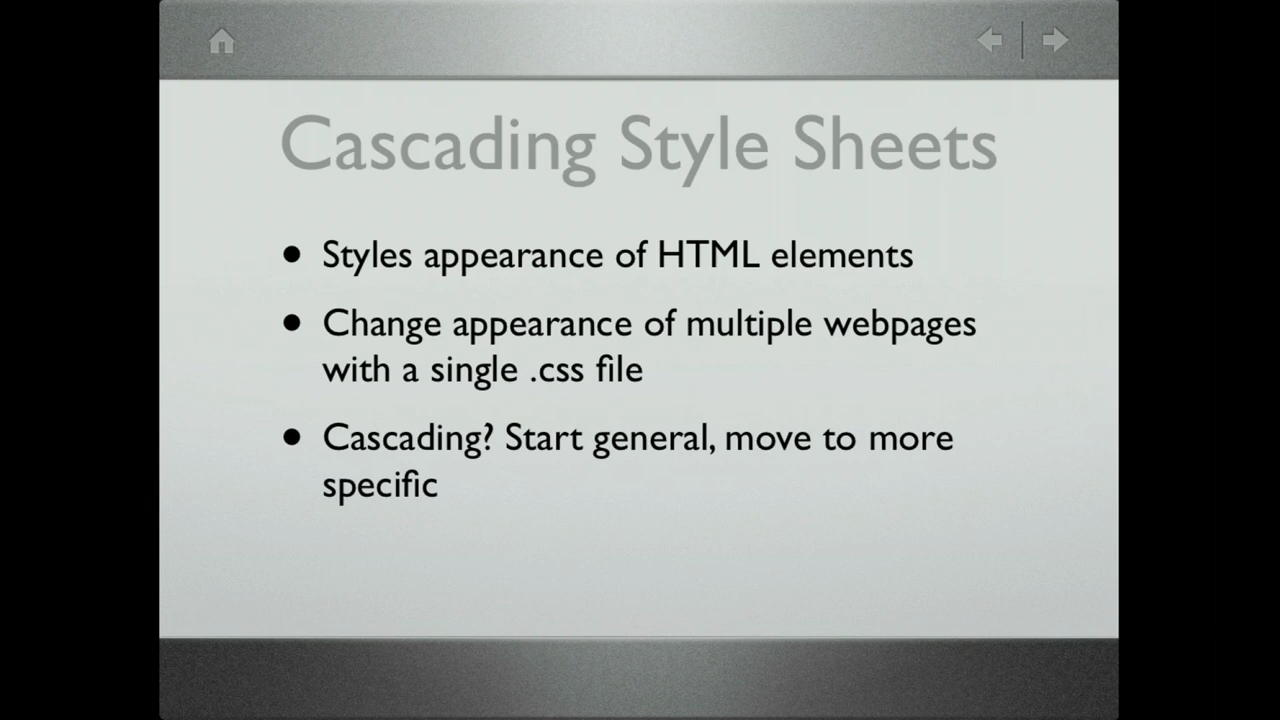 Cascading Style Sheets
• Styles appearance of HTML elements
• Change appearance of multiple webpages
with a single .css file
• Cascading? Start general, move to more
specific